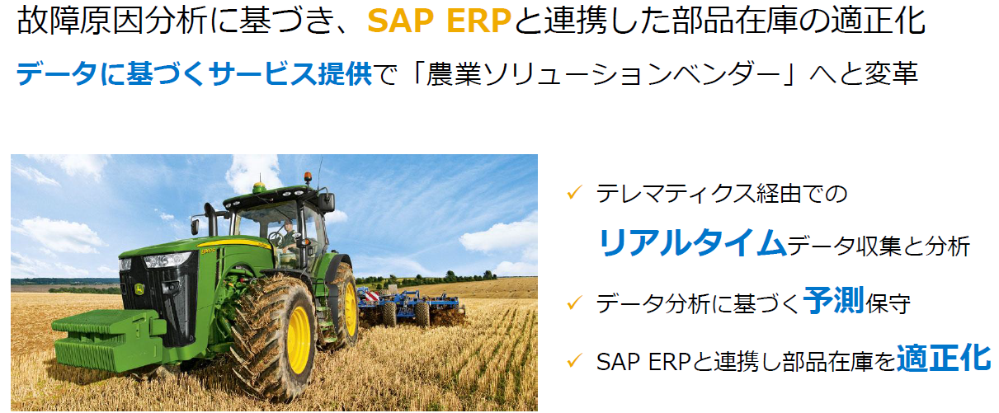 故障原因分析に基づき、SAP ERPと連携した部品在庫の適正化
データに基づくサービス提供で「農業ソリューションベンダー」へと変革
✓ テレマティクス経由での
リアルタイムデータ収集と分析
✓ データ分析に基づく予測保守
✓ SAP ERPと連携し部品在庫を適正化